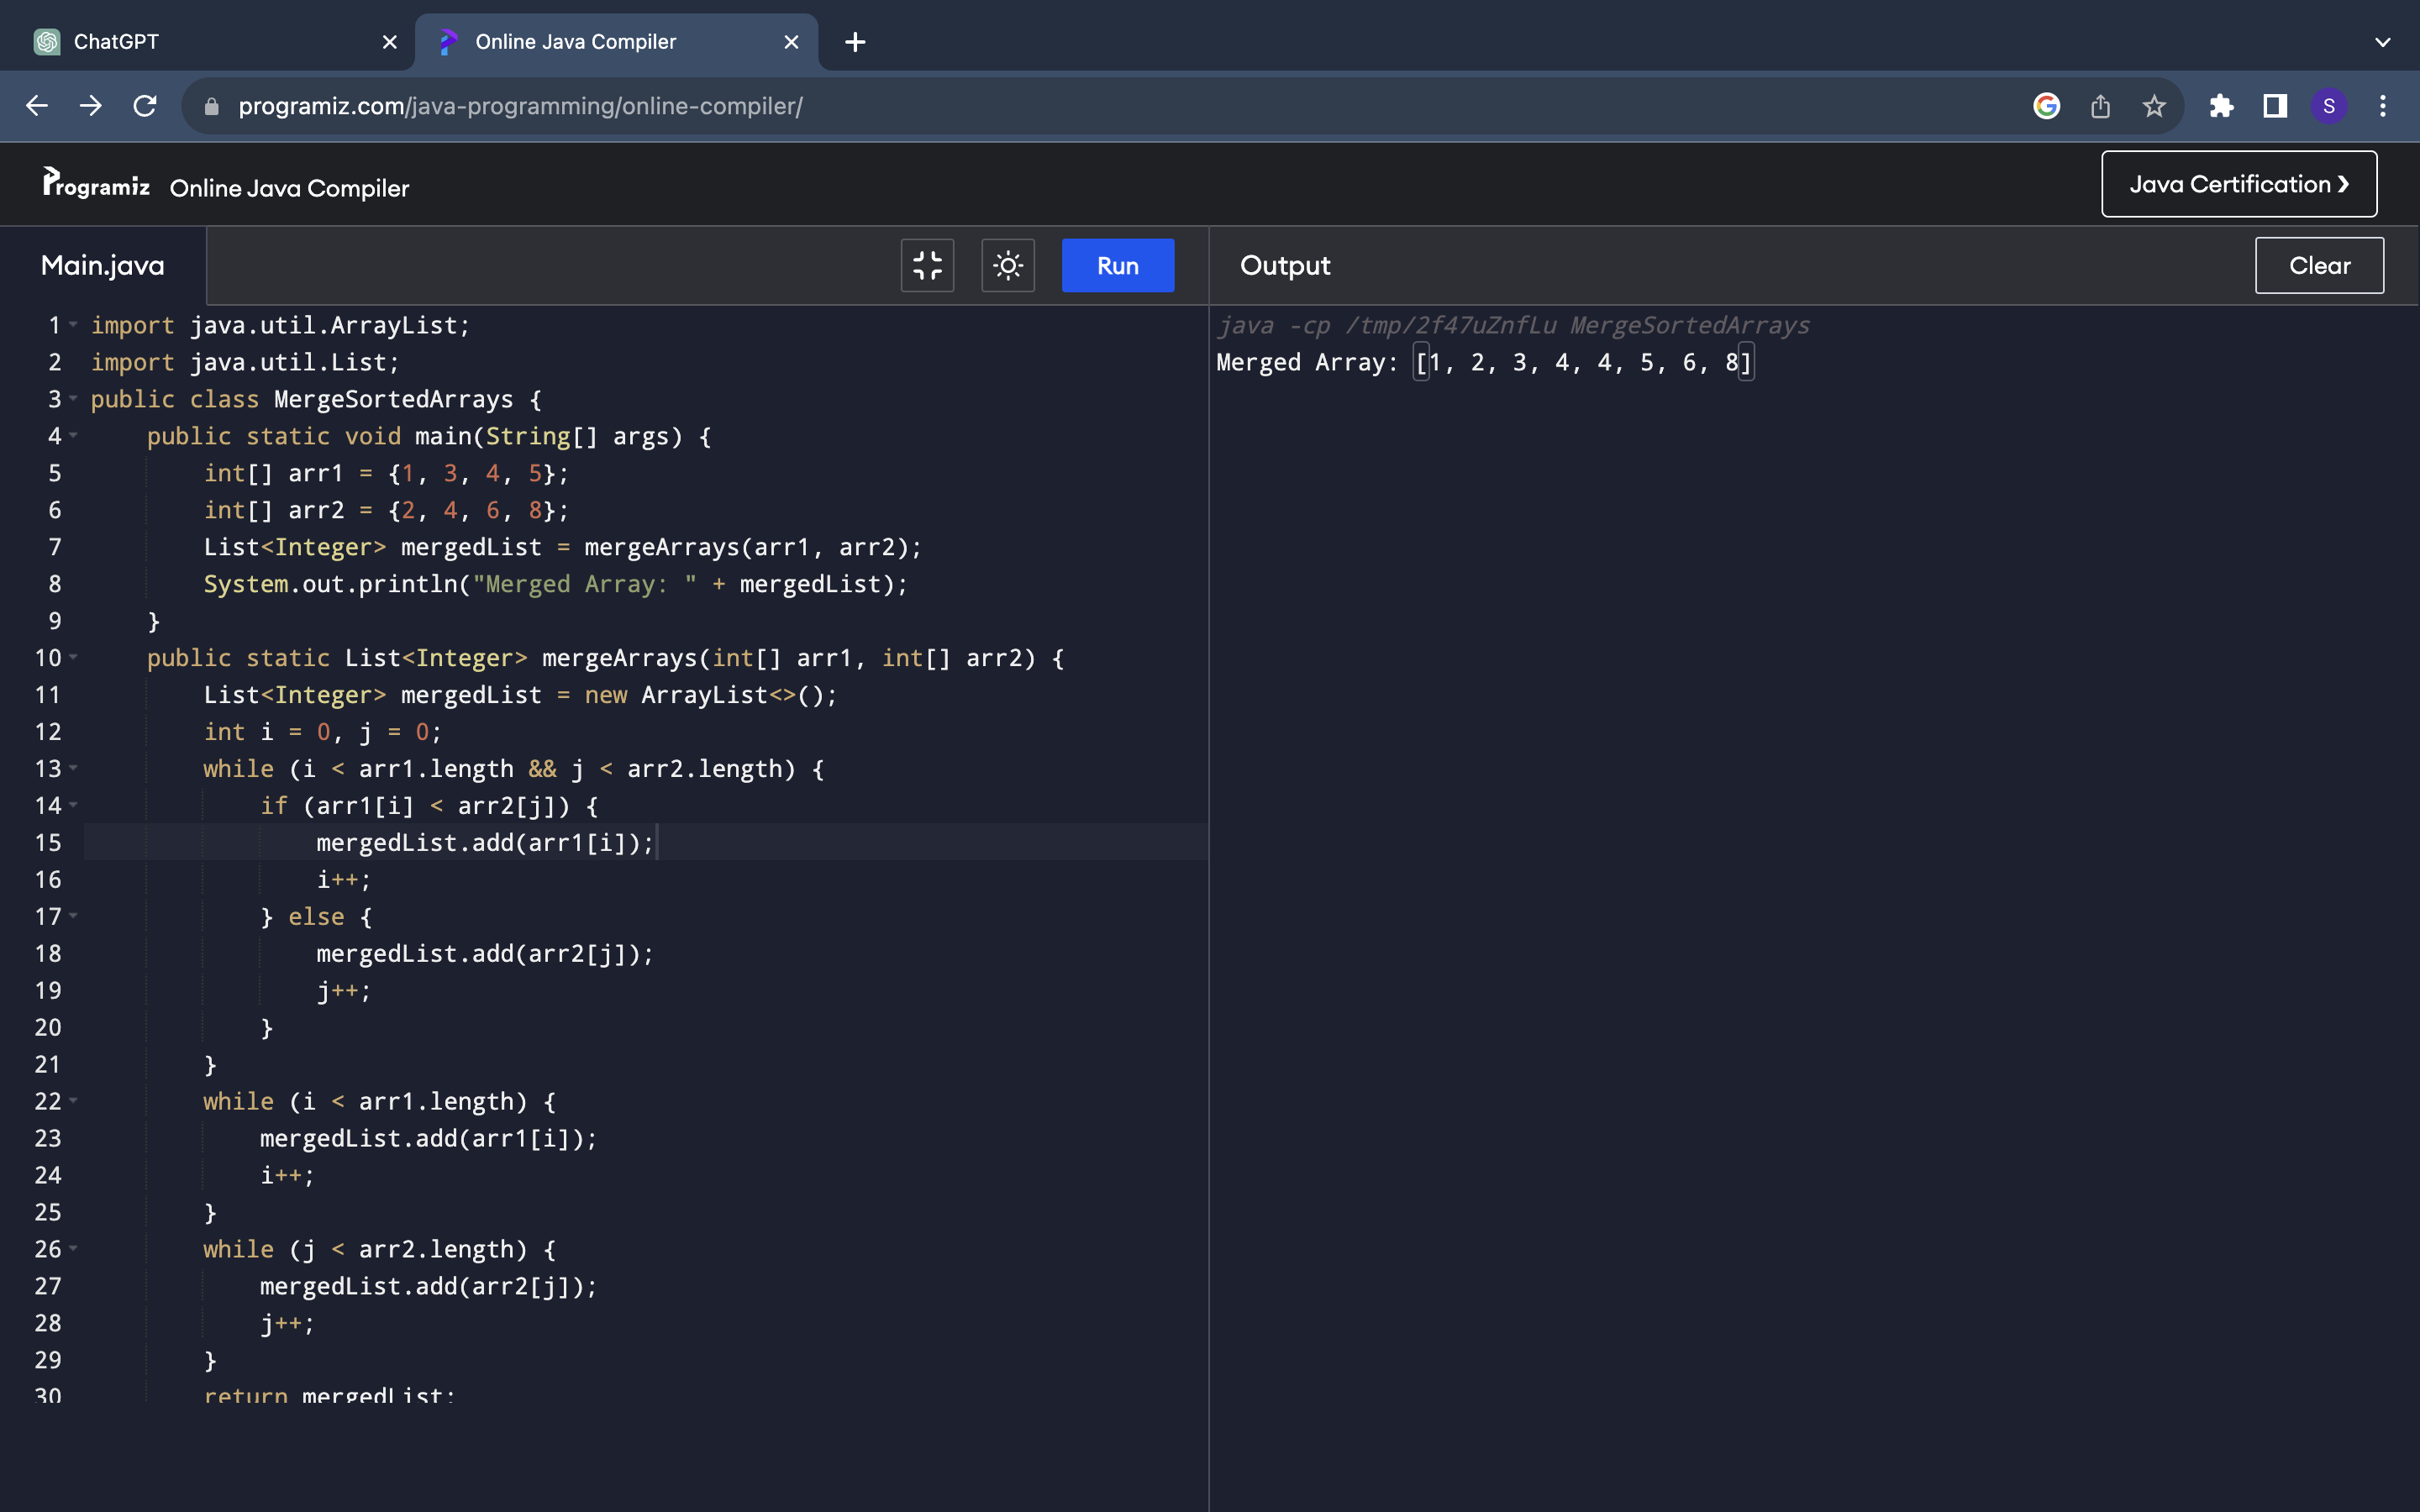 ChatGPT
Online Java Compiler
programiz.com/java-programming/online-compiler/
S
Programiz Online Java Compiler
Java Certification ❯
Main.java
Run
Output
Clear
1 import java.util.ArrayList;
2 import java.util.List;
3 public class MergeSortedArrays {
4     public static void main(String[] args) {
5         int[] arr1 = {1, 3, 4, 5};
6         int[] arr2 = {2, 4, 6, 8};
7         List<Integer> mergedList = mergeArrays(arr1, arr2);
8         System.out.println("Merged Array: " + mergedList);
9     }
10     public static List<Integer> mergeArrays(int[] arr1, int[] arr2) {
11         List<Integer> mergedList = new ArrayList<>();
12         int i = 0, j = 0;
13         while (i < arr1.length && j < arr2.length) {
14             if (arr1[i] < arr2[j]) {
15                 mergedList.add(arr1[i]);
16                 i++;
17             } else {
18                 mergedList.add(arr2[j]);
19                 j++;
20             }
21         }
22         while (i < arr1.length) {
23             mergedList.add(arr1[i]);
24             i++;
25         }
26         while (j < arr2.length) {
27             mergedList.add(arr2[j]);
28             j++;
29         }
30         return mergedList;
java -cp /tmp/2f47uZnfLu MergeSortedArrays
Merged Array: [1, 2, 3, 4, 4, 5, 6, 8]